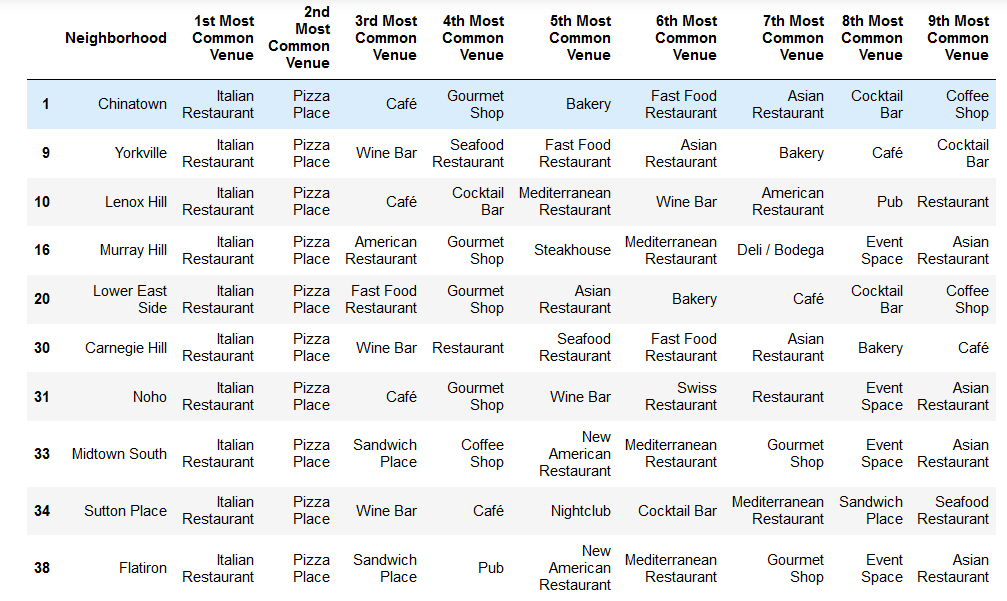 Neighborhood 1st Most Common Venue 2nd Most Common Venue 3rd Most Common Venue 4th Most Common Venue 5th Most Common Venue 6th Most Common Venue 7th Most Common Venue 8th Most Common Venue 9th Most Common Venue
1 Chinatown Italian Restaurant Pizza Place Café Gourmet Shop Bakery Fast Food Restaurant Asian Restaurant Cocktail Bar Coffee Shop
9 Yorkville Italian Restaurant Pizza Place Wine Bar Seafood Restaurant Fast Food Restaurant Asian Restaurant Bakery Café Cocktail Bar
10 Lenox Hill Italian Restaurant Pizza Place Café Cocktail Bar Mediterranean Restaurant Wine Bar American Restaurant Pub Restaurant
16 Murray Hill Italian Restaurant Pizza Place American Restaurant Gourmet Shop Steakhouse Mediterranean Restaurant Deli / Bodega Event Space Asian Restaurant
20 Lower East Side Italian Restaurant Pizza Place Fast Food Restaurant Gourmet Shop Asian Restaurant Bakery Café Cocktail Bar Coffee Shop
30 Carnegie Hill Italian Restaurant Pizza Place Wine Bar Restaurant Seafood Restaurant Fast Food Restaurant Asian Restaurant Bakery Café
31 Noho Italian Restaurant Pizza Place Café Gourmet Shop Wine Bar Swiss Restaurant Restaurant Event Space Asian Restaurant
33 Midtown South Italian Restaurant Pizza Place Sandwich Place Coffee Shop New American Restaurant Mediterranean Restaurant Gourmet Shop Event Space Asian Restaurant
34 Sutton Place Italian Restaurant Pizza Place Wine Bar Café Nightclub Cocktail Bar Mediterranean Restaurant Sandwich Place Seafood Restaurant
38 Flatiron Italian Restaurant Pizza Place Sandwich Place Pub New American Restaurant Mediterranean Restaurant Gourmet Shop Event Space Asian Restaurant